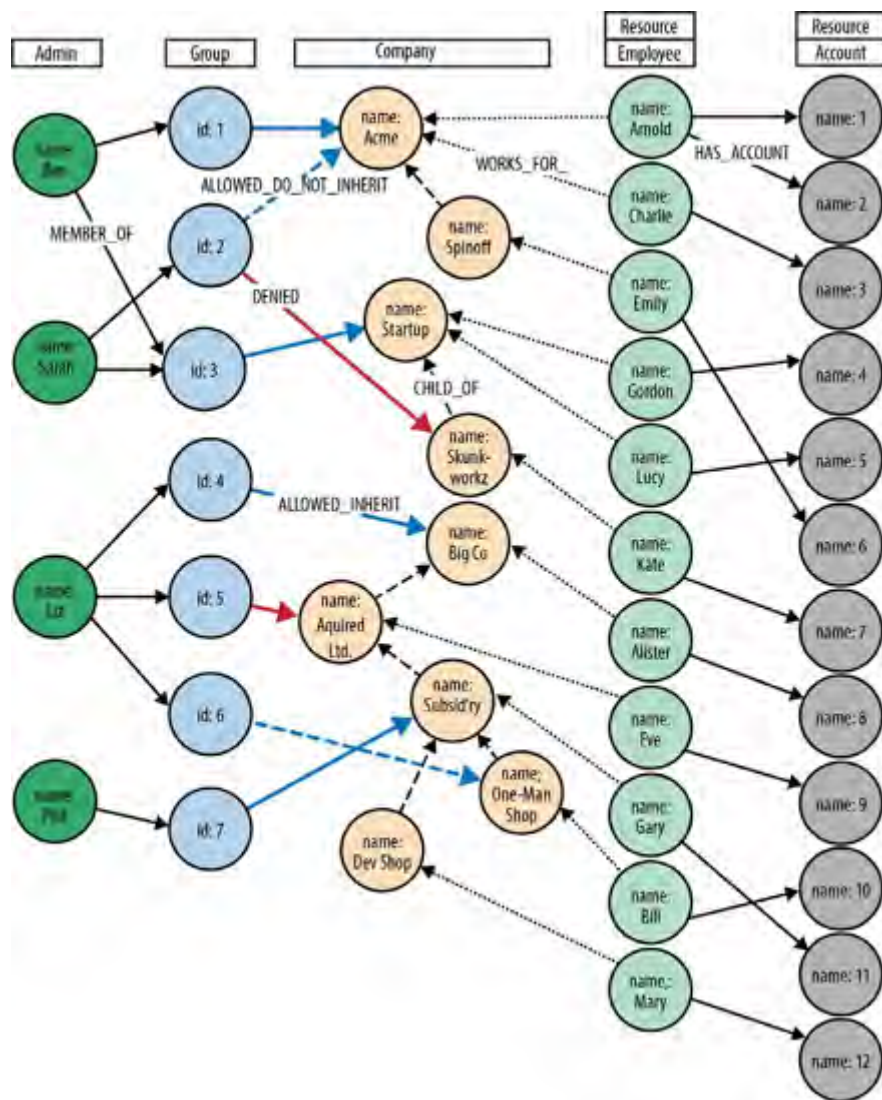 Resource
Resource
Admin
Group
Company
Employee
Account
name:
Ben
name:
Sarah
name:
Liz
name:
Phil
MEMBER_OF
id: 1
id: 2
id: 3
id: 4
id: 5
id: 6
id: 7
ALLOWED_DO_NOT_INHERIT
DENIED
ALLOWED_INHERIT
name:
Acme
name:
Spinoff
name:
Startup
CHILD_OF
name:
Skunk-
workz
name:
Big Co
name:
Aquired
Ltd.
name:
Subsid'ry
name;
One-Man
Shop
name:
Dev Shop
WORKS_FOR_
name:
Arnold
name:
Charlie
name:
Emily
name:
Gordon
name:
Lucy
name:
Kate
name:
Alister
name:
Eve
name:
Gary
name:
Bill
name,:
Mary
HAS_ACCOUNT
name: 1
name: 2
name: 3
name: 4
name: 5
name: 6
name: 7
name: 8
name: 9
name: 10
name: 11
name: 12